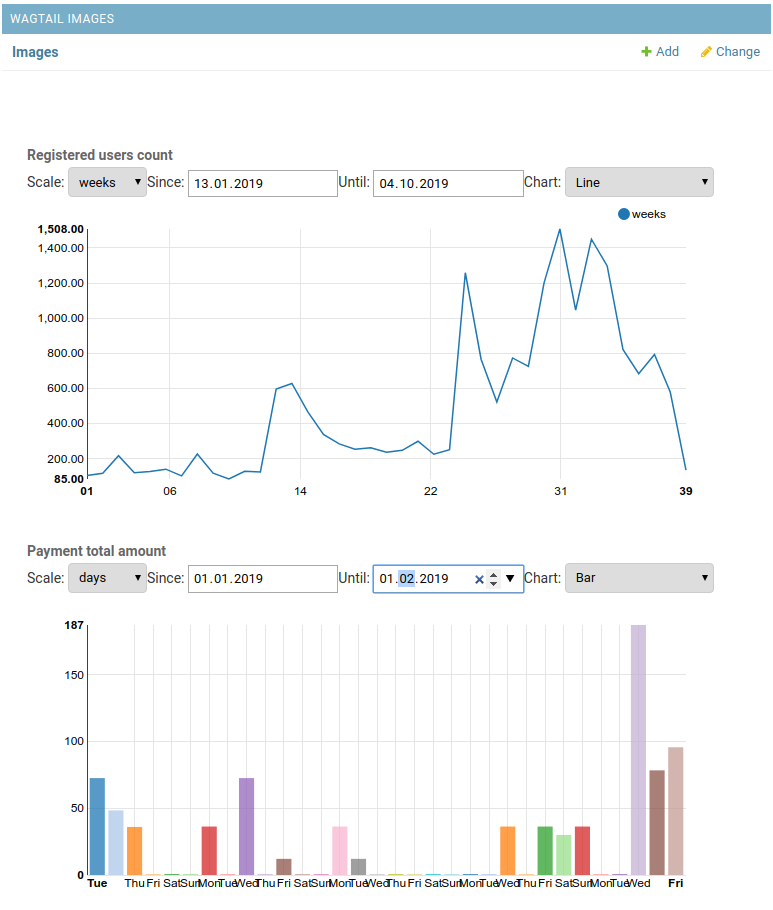 WAGTAIL IMAGES
Images Add Change
Registered users count
Scale: weeks Since: 13.01.2019 Until: 04.10.2019 Chart: Line
weeks
1,508.00
1,400.00
1,200.00
1,000.00
800.00
600.00
400.00
200.00
85.00
01 06 14 22 31 39
Payment total amount
Scale: days Since: 01.01.2019 Until: 01.02.2019 Chart: Bar
187
150
100
50
0
Tue Thu Fri Sat Sun Mon Tue Wed Thu Fri Sat Sun Mon Tue Wed Thu Fri Sat Sun Mon Tue Wed Thu Fri Sat Sun Mon Tue Wed Fri